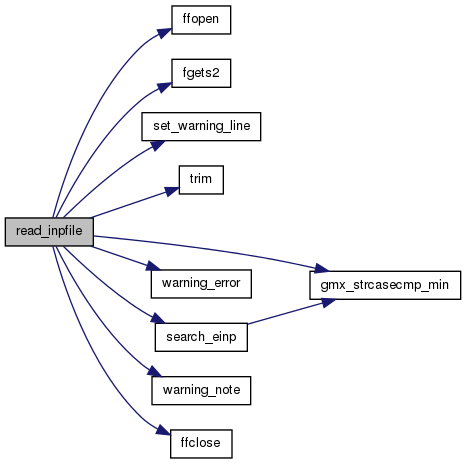 ffopen
fgets2
set_warning_line
trim
read_inpfile
warning_error
gmx_strcasecmp_min
search_einp
warning_note
ffclose